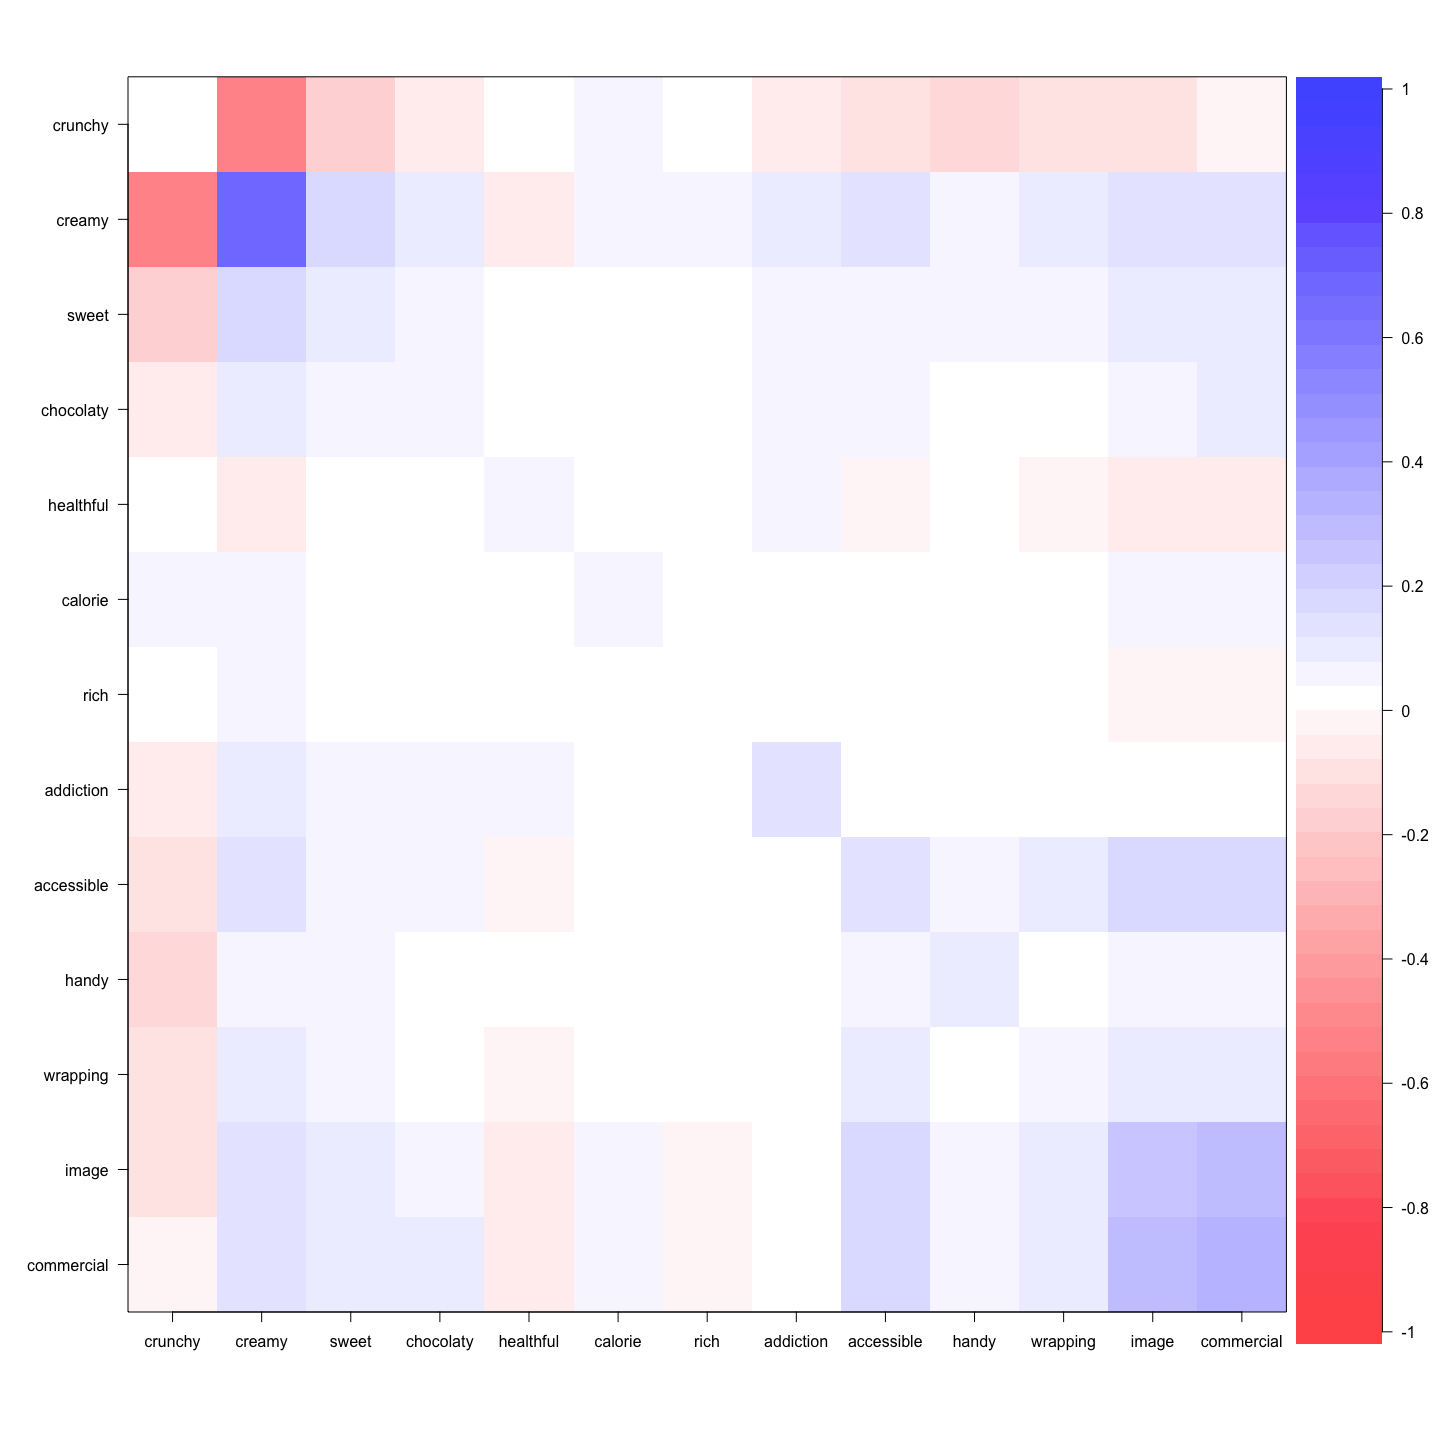 crunchy
creamy
sweet
chocolaty
healthful
calorie
rich
addiction
accessible
handy
wrapping
image
commercial
crunchy creamy sweet chocolaty healthful calorie rich addiction accessible handy wrapping image commercial
1
0.8
0.6
0.4
0.2
0
-0.2
-0.4
-0.6
-0.8
-1